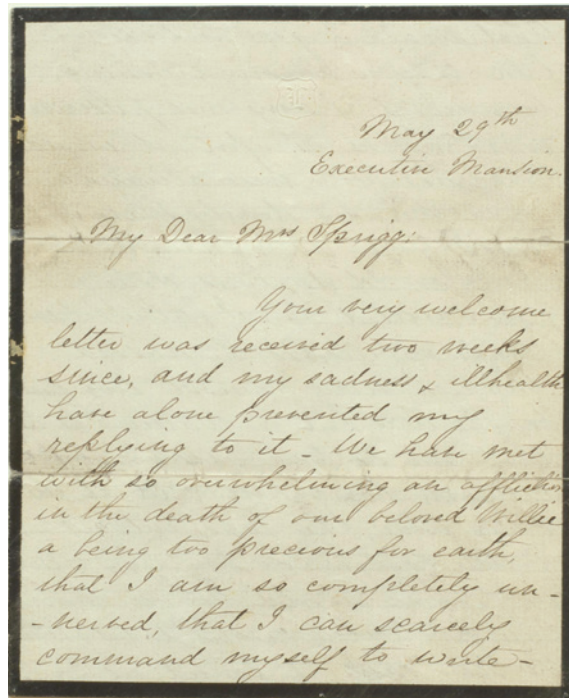 May 29th
Executive Mansion.
My Dear Mrs Sprigg:
Your very welcome
letter was received two weeks
since, and my sadness & illhealth
have alone prevented my
replying to it - We have met
with so overwhelming an affliction
in the death of our beloved Willie
a being too precious for earth,
that I am so completely un-
-nerved, that I can scarcely
command myself to write-